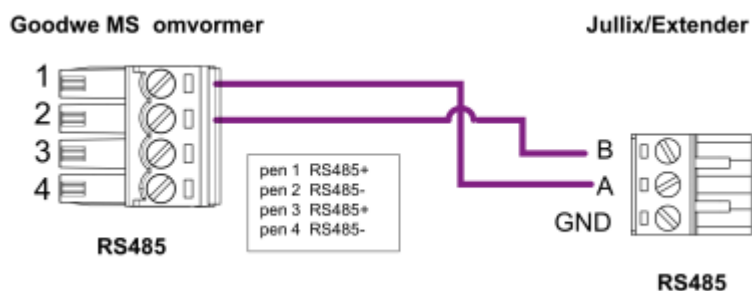 Goodwe MS omvormer
Jullix/Extender
1
2
3
4
RS485
pen 1 RS485+
pen 2 RS485-
pen 3 RS485+
pen 4 RS485-
B
A
GND
RS485